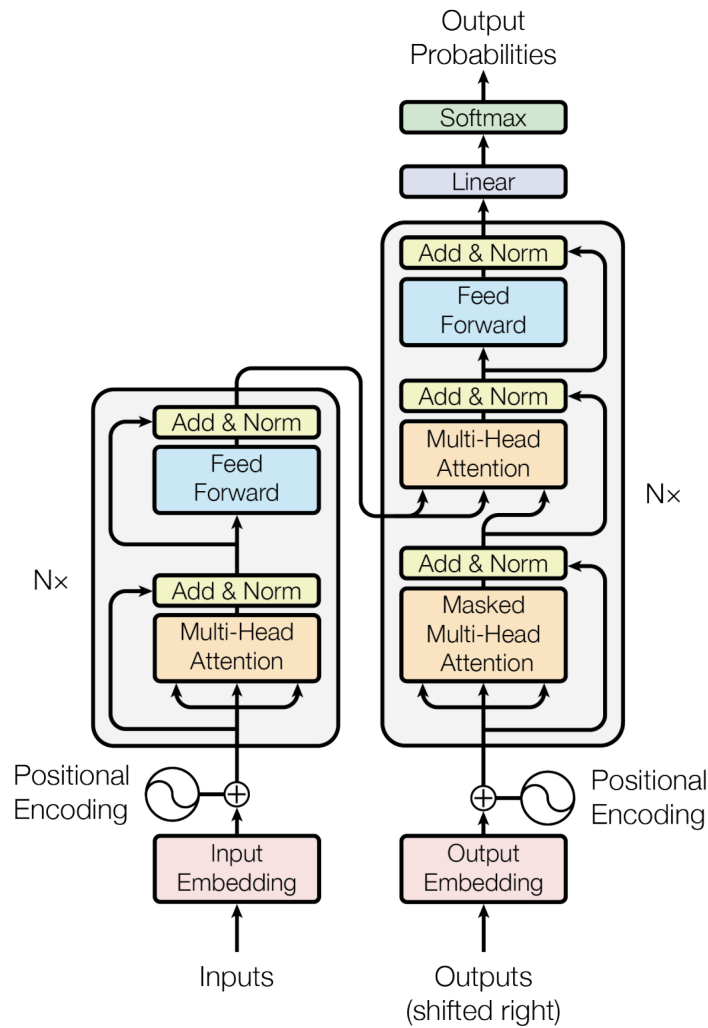 Output
Probabilities
Softmax
Linear
Add & Norm
Feed
Forward
Add & Norm
Multi-Head
Attention
Add & Norm
Masked
Multi-Head
Attention
N×
Add & Norm
Feed
Forward
Add & Norm
Multi-Head
Attention
N×
Positional
Encoding
Positional
Encoding
Input
Embedding
Output
Embedding
Inputs
Outputs
(shifted right)